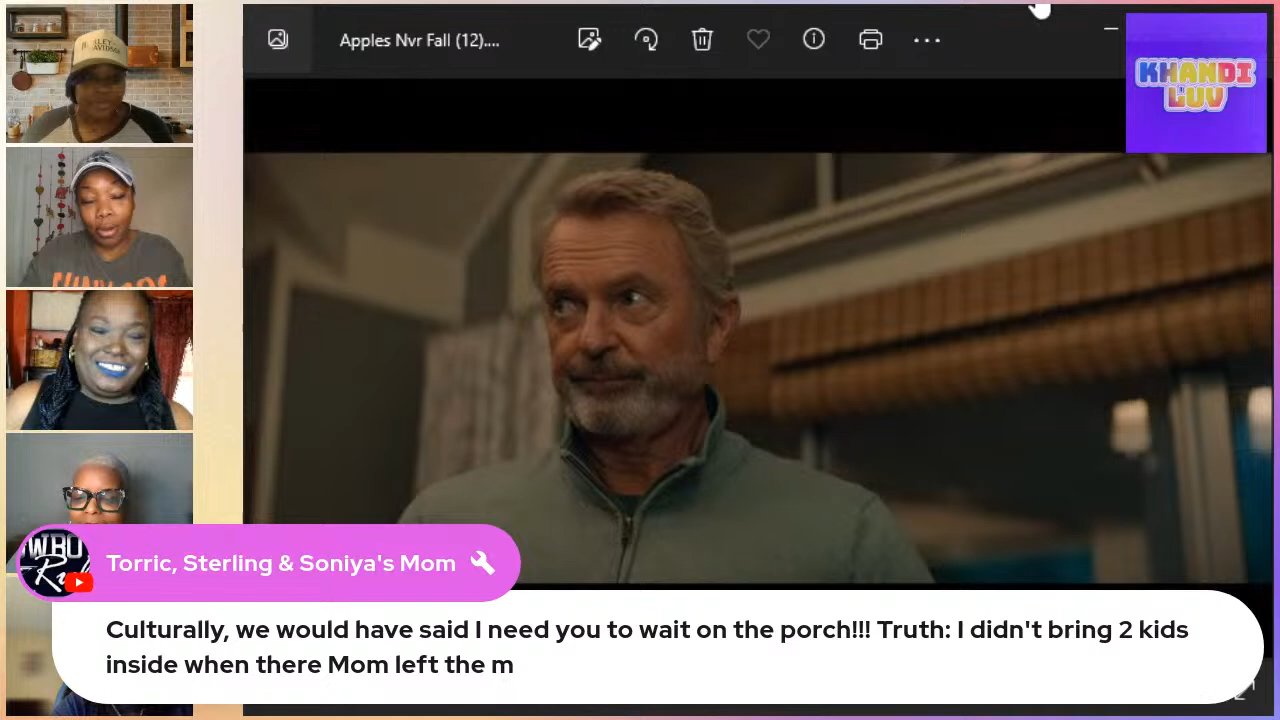 Apples Nvr Fall (12)....
KHANDI
LUV
Torric, Sterling & Soniya's Mom
Culturally, we would have said I need you to wait on the porch!!! Truth: I didn't bring 2 kids
inside when there Mom left the m